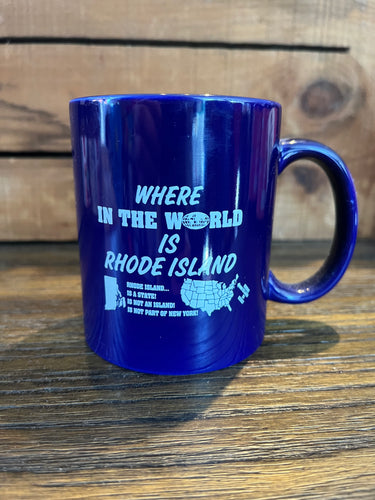 WHERE
IN THE WORLD
IS
RHODE ISLAND
RHODE ISLAND...
IS A STATE!
IS NOT AN ISLAND!
IS NOT PART OF NEW YORK!